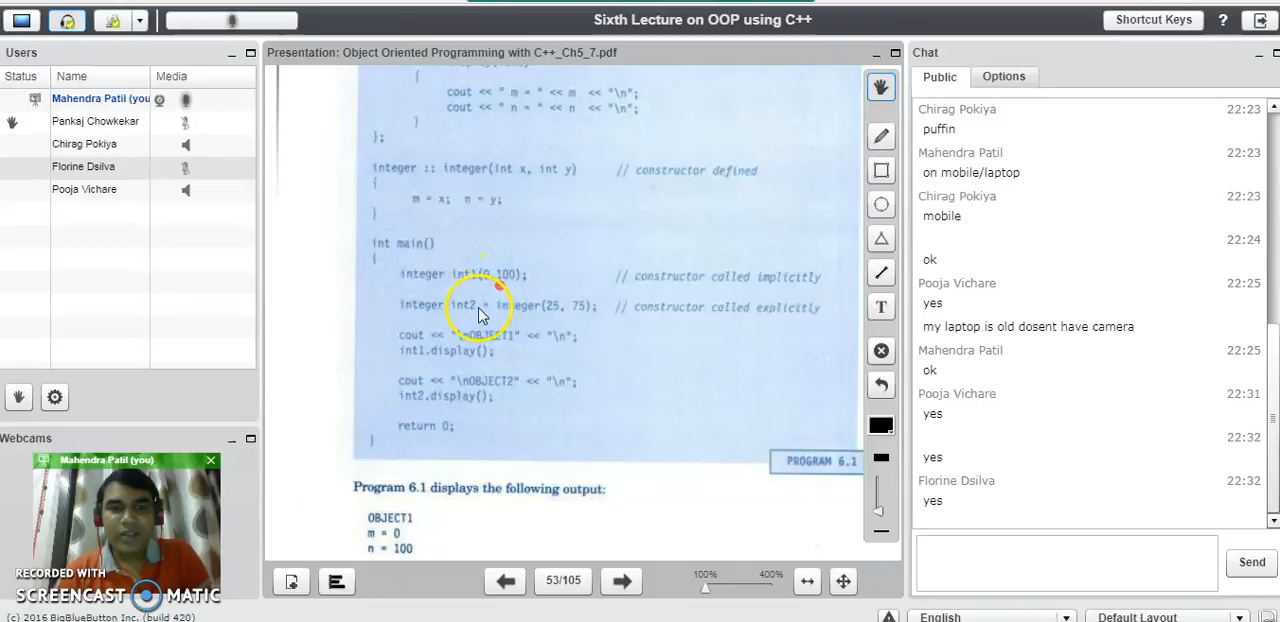 Sixth Lecture on OOP using C++
Shortcut Keys
?
Users
Status Name Media
Mahendra Patil (you)
Pankaj Chowkekar
Chirag Pokiya
Florine Dsilva
Pooja Vichare
Webcams
Mahendra Patil (you)
RECORDED WITH
SCREENCAST MATIC
(c) 2016 BigBlueButton Inc. (build 420)
Presentation: Object Oriented Programming with C++_Ch5_7.pdf
{
cout << " m = " << m << "\n";
cout << " n = " << n << "\n";
}
};
integer :: integer(int x, int y) // constructor defined
{
m = x; n = y;
}
int main()
{
integer int1(0,100); // constructor called implicitly
integer int2 = integer(25, 75); // constructor called explicitly
cout << "\nOBJECT1" << "\n";
int1.display();
cout << "\nOBJECT2" << "\n";
int2.display();
return 0;
}
PROGRAM 6.1
Program 6.1 displays the following output:
OBJECT1
m = 0
n = 100
T
53/105
100% 400%
Chat
Public Options
Chirag Pokiya 22:23
puffin
Mahendra Patil 22:23
on mobile/laptop
Chirag Pokiya 22:23
mobile
22:24
ok
Pooja Vichare 22:25
yes
my laptop is old dosent have camera
Mahendra Patil 22:25
ok
Pooja Vichare 22:31
yes
22:32
yes
Florine Dsilva 22:32
yes
Send
English
Default Layout